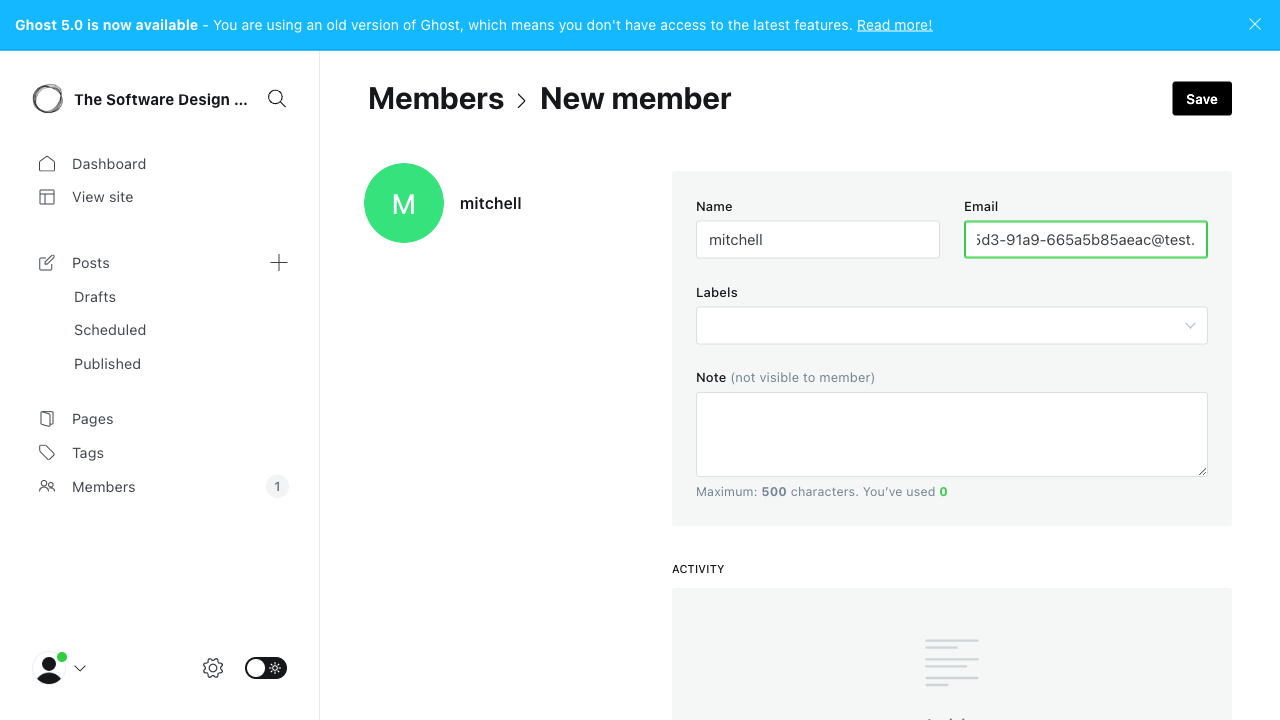 Ghost 5.0 is now available - You are using an old version of Ghost, which means you don't have access to the latest features. Read more!
The Software Design ...
Dashboard
View site
Posts
Drafts
Scheduled
Published
Pages
Tags
Members 1
Members > New member
Save
M mitchell
Name
mitchell
Email
5d3-91a9-665a5b85aeac@test.
Labels
Note (not visible to member)
Maximum: 500 characters. You've used 0
ACTIVITY